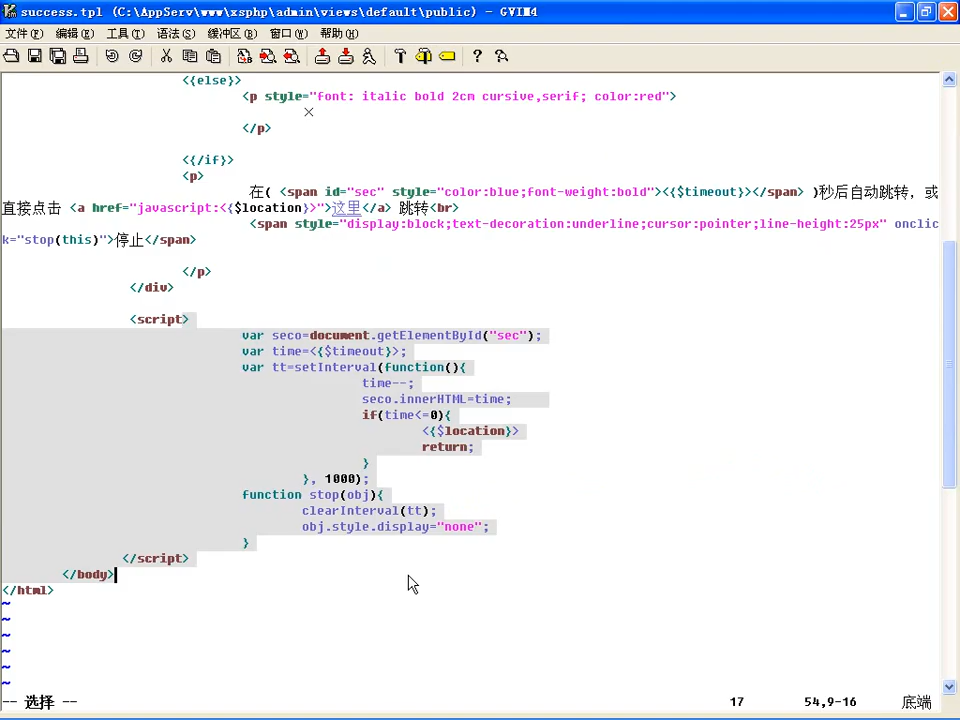 success.tpl (C:\AppServ\www\xsphp\admin\views\default\public) - GVIM4
文件(F) 编辑(E) 工具(T) 语法(S) 缓冲区(B) 窗口(W) 帮助(H)
<{else}>
<p style="font: italic bold 2cm cursive,serif; color:red">
×
</p>
<{/if}>
<p>
在( <span id="sec" style="color:blue;font-weight:bold"><{$timeout}></span> )秒后自动跳转，或
直接点击 <a href="javascript:<{$location}>">这里</a> 跳转<br>
<span style="display:block;text-decoration:underline;cursor:pointer;line-height:25px" onclic
k="stop(this)">停止</span>
</p>
</div>
<script>
var seco=document.getElementById("sec");
var time=<{$timeout}>;
var tt=setInterval(function(){
time--;
seco.innerHTML=time;
if(time<=0){
<{$location}>
return;
}
}, 1000);
function stop(obj){
clearInterval(tt);
obj.style.display="none";
}
</script>
</body>
</html>
~
~
~
~
~
~
-- 选择 -- 17 54,9-16 底端